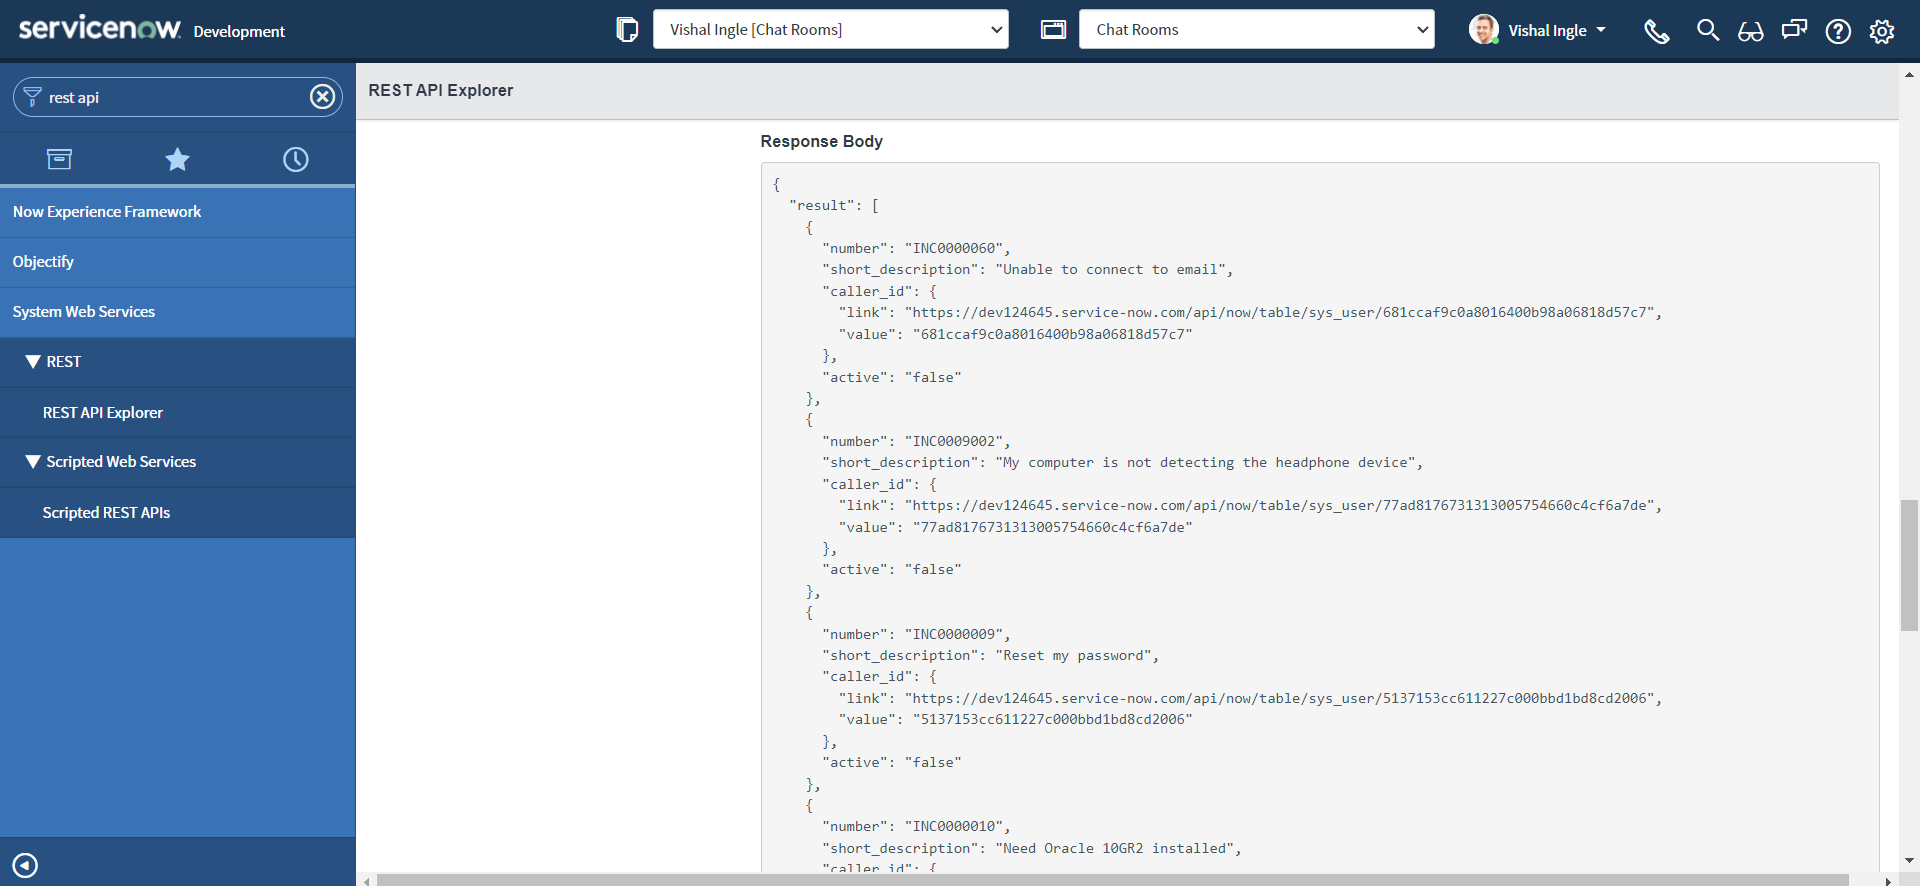 servicenow Development
Vishal Ingle [Chat Rooms]
Chat Rooms
Vishal Ingle
rest api
Now Experience Framework
Objectify
System Web Services
REST
REST API Explorer
Scripted Web Services
Scripted REST APIs
REST API Explorer
Response Body
{
"result": [
{
"number": "INC0000060",
"short_description": "Unable to connect to email",
"caller_id": {
"link": "https://dev124645.service-now.com/api/now/table/sys_user/681ccaf9c0a8016400b98a06818d57c7",
"value": "681ccaf9c0a8016400b98a06818d57c7"
},
"active": "false"
},
{
"number": "INC0009002",
"short_description": "My computer is not detecting the headphone device",
"caller_id": {
"link": "https://dev124645.service-now.com/api/now/table/sys_user/77ad8176731313005754660c4cf6a7de",
"value": "77ad8176731313005754660c4cf6a7de"
},
"active": "false"
},
{
"number": "INC0000009",
"short_description": "Reset my password",
"caller_id": {
"link": "https://dev124645.service-now.com/api/now/table/sys_user/5137153cc611227c000bbd1bd8cd2006",
"value": "5137153cc611227c000bbd1bd8cd2006"
},
"active": "false"
},
{
"number": "INC0000010",
"short_description": "Need Oracle 10GR2 installed",
"caller_id": {